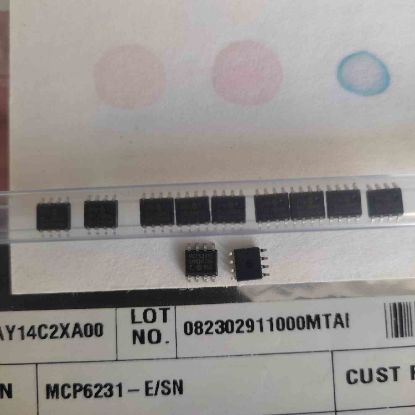 AY14C2XA00
LOT NO.
082302911000MTAI
N
MCP6231-E/SN
CUST